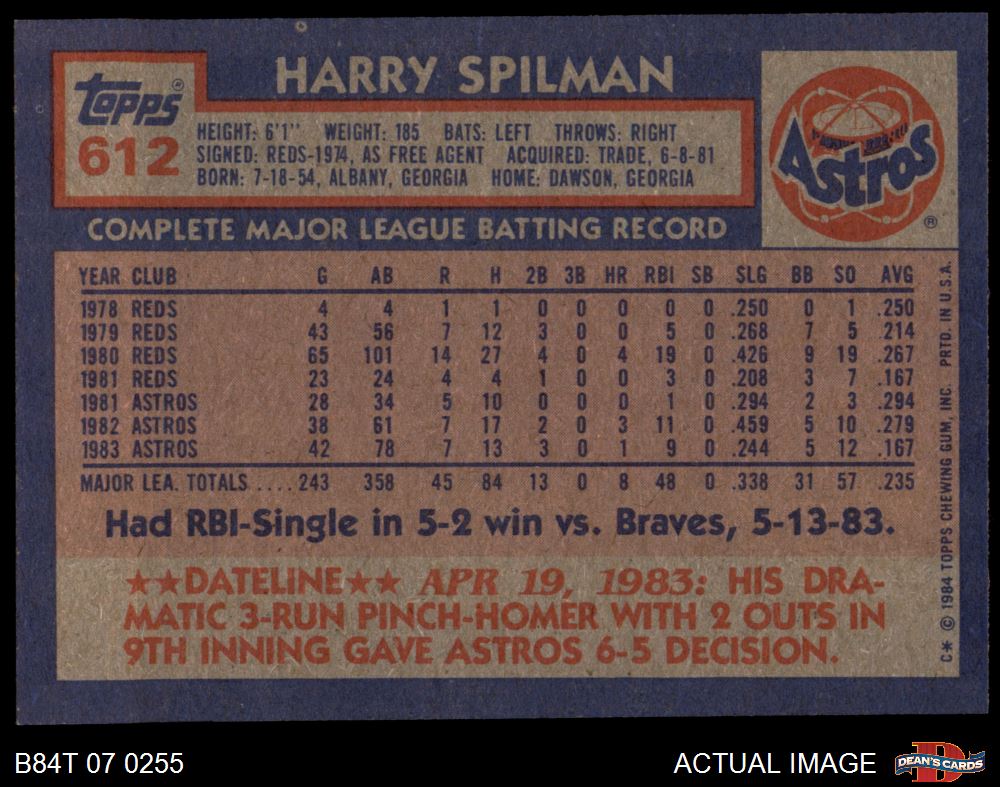 HARRY SPILMAN
TOPPS®
612
HEIGHT: 6'1" WEIGHT: 185 BATS: LEFT THROWS: RIGHT
SIGNED: REDS-1974, AS FREE AGENT ACQUIRED: TRADE, 6-8-81
BORN: 7-18-54, ALBANY, GEORGIA HOME: DAWSON, GEORGIA
Astros
®
COMPLETE MAJOR LEAGUE BATTING RECORD
YEAR CLUB G AB R H 2B 3B HR RBI SB SLG BB SO AVG
1978 REDS 4 4 1 1 0 0 0 0 0 .250 0 1 .250
1979 REDS 43 56 7 12 3 0 0 5 0 .268 7 5 .214
1980 REDS 65 101 14 27 4 0 4 19 0 .426 9 19 .267
1981 REDS 23 24 4 4 1 0 0 3 0 .208 3 7 .167
1981 ASTROS 28 34 5 10 0 0 0 1 0 .294 2 3 .294
1982 ASTROS 38 61 7 17 2 0 3 11 0 .459 5 10 .279
1983 ASTROS 42 78 7 13 3 0 1 9 0 .244 5 12 .167
MAJOR LEA. TOTALS .... 243 358 45 84 13 0 8 48 0 .338 31 57 .235
Had RBI-Single in 5-2 win vs. Braves, 5-13-83.
★★DATELINE★★ APR 19, 1983: HIS DRA-
MATIC 3-RUN PINCH-HOMER WITH 2 OUTS IN
9TH INNING GAVE ASTROS 6-5 DECISION.
C* © 1984 TOPPS CHEWING GUM, INC. PRTD. IN U.S.A.
B84T 07 0255
ACTUAL IMAGE
B
DEAN'S CARDS